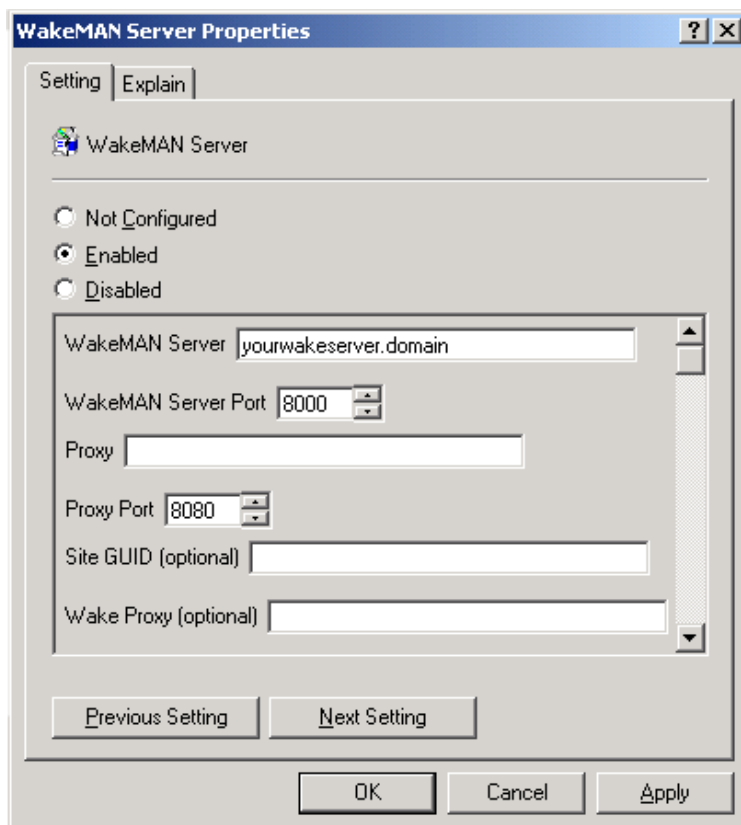 WakeMAN Server Properties
Setting Explain
WakeMAN Server
Not Configured
Enabled
Disabled
WakeMAN Server yourwakeserver.domain
WakeMAN Server Port 8000
Proxy
Proxy Port 8080
Site GUID (optional)
Wake Proxy (optional)
Previous Setting Next Setting
OK Cancel Apply